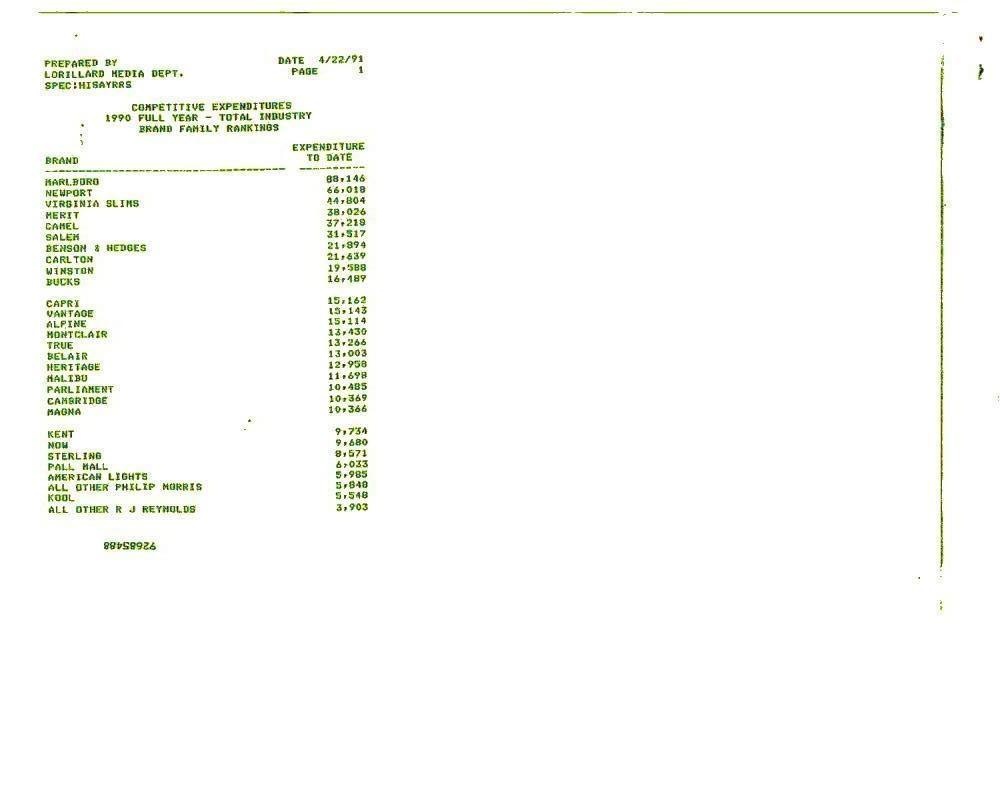 PREPARED BY DATE 4/22/91
LORILLARD MEDIA DEPT. PAGE 1
SPEC:HISAYRRS
COMPETITIVE EXPENDITURES
1990 FULL YEAR - TOTAL INDUSTRY
BRAND FAMILY RANKINGS
EXPENDITURE
BRAND TO DATE
MARLBORO 88,146
NEWPORT 66,018
VIRGINIA SLIMS 44,804
MERIT 38,026
CAMEL 37,218
SALEM 31,517
BENSON & HEDGES 21,894
CARLTON 21,639
WINSTON 19,588
BUCKS 16,489
CAPRI 15,162
VANTAGE 15,143
ALPINE 15,114
MONTCLAIR 13,430
TRUE 13,266
BELAIR 13,003
HERITAGE 12,958
MALIBU 11,698
PARLIAMENT 10,485
CAMBRIDGE 10,369
MAGNA 10,366
KENT 9,734
NOW 9,680
STERLING 8,571
PALL MALL 6,033
AMERICAN LIGHTS 5,985
ALL OTHER PHILIP MORRIS 5,848
KOOL 5,548
ALL OTHER R J REYNOLDS 3,903
92685488